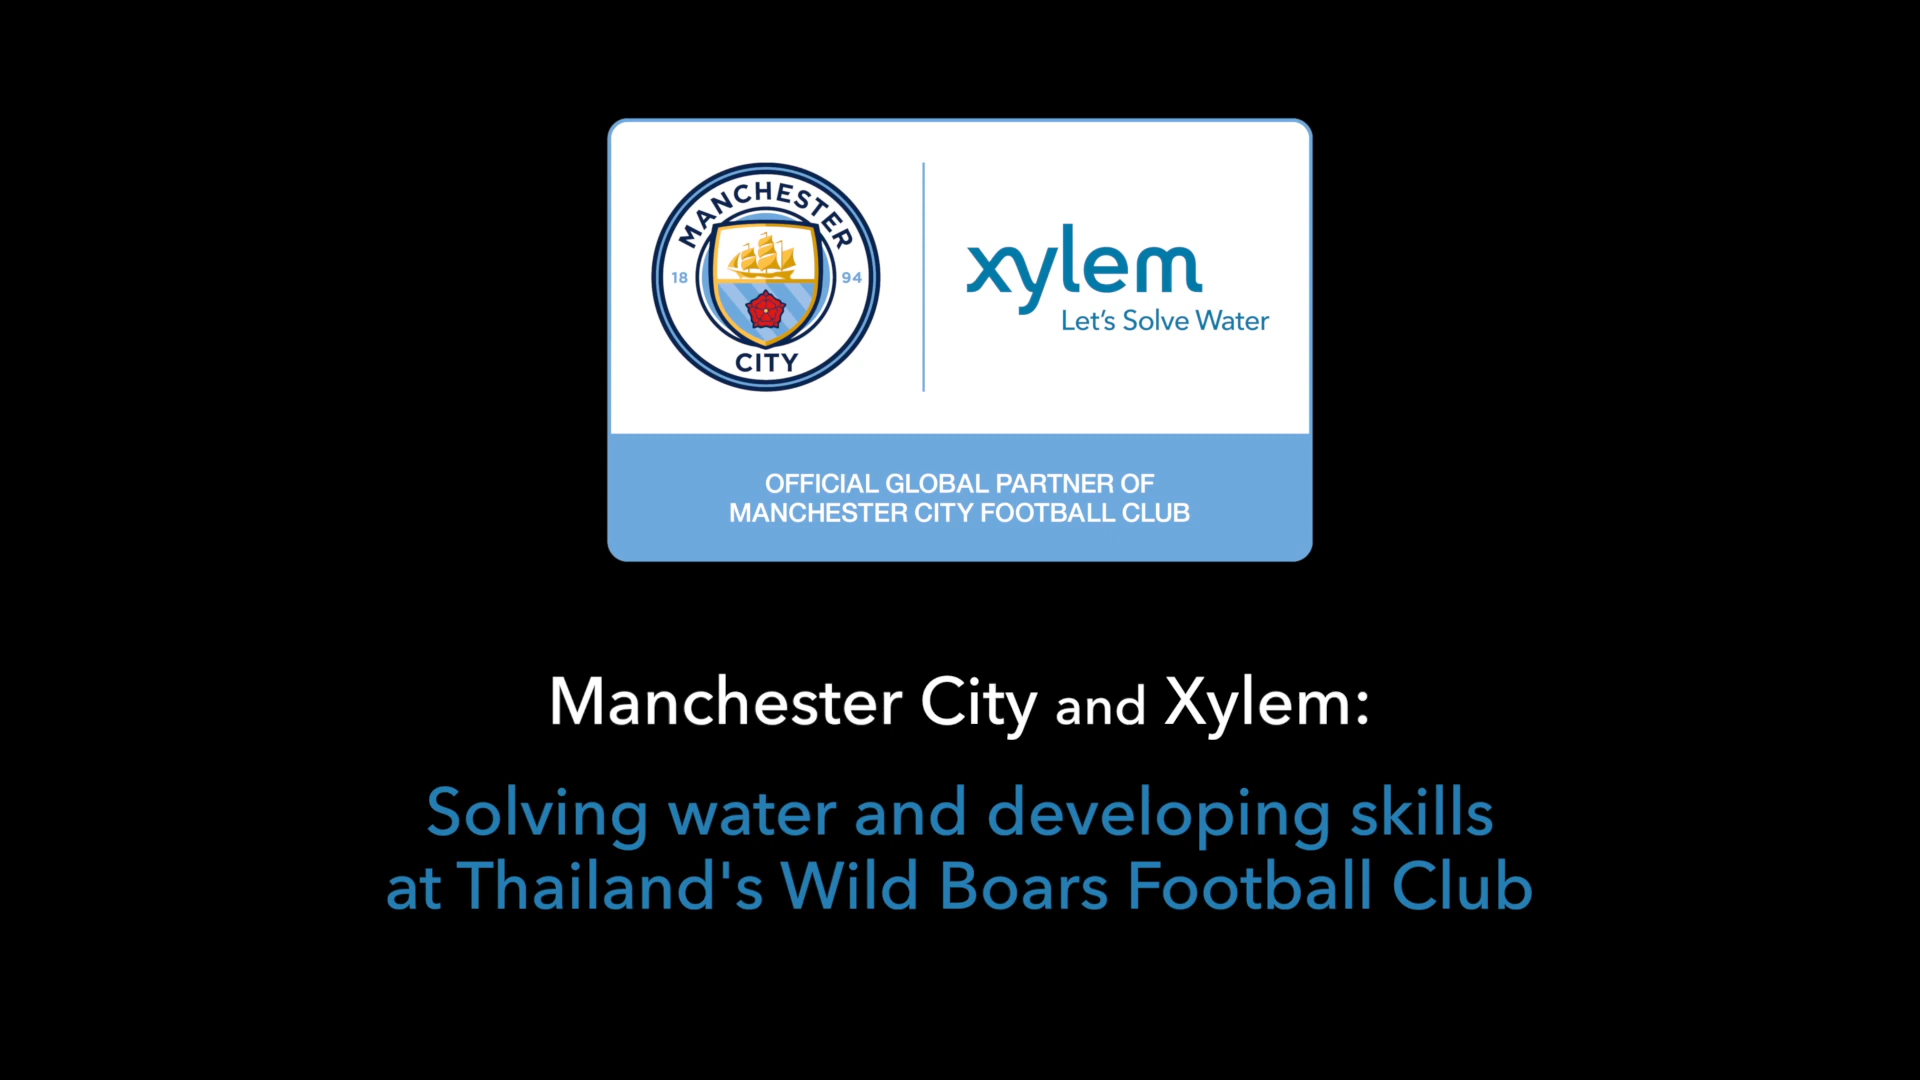 MANCHESTER
18 94
CITY
xylem
Let's Solve Water
OFFICIAL GLOBAL PARTNER OF
MANCHESTER CITY FOOTBALL CLUB
Manchester City and Xylem:
Solving water and developing skills
at Thailand's Wild Boars Football Club